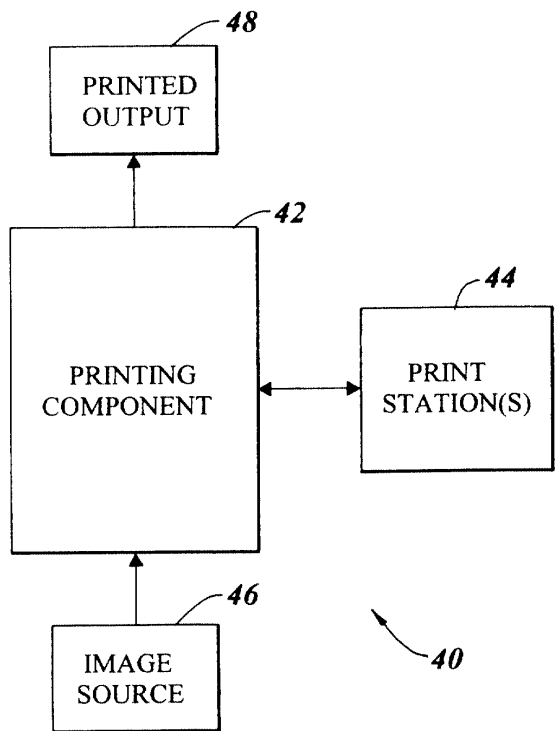 48
PRINTED
OUTPUT
42
44
PRINTING
COMPONENT
PRINT
STATION(S)
46
IMAGE
SOURCE
40